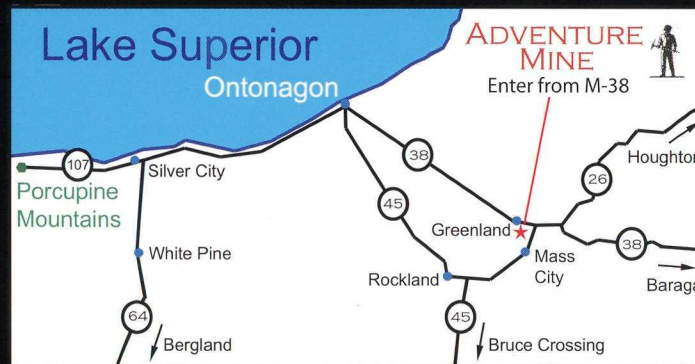 Lake Superior
ADVENTURE
MINE
Enter from M-38
Ontonagon
107
Silver City
Porcupine
Mountains
38
Houghton
26
45
Greenland
38
White Pine
Mass
City
Rockland
Baraga
64
45
Bergland
Bruce Crossing